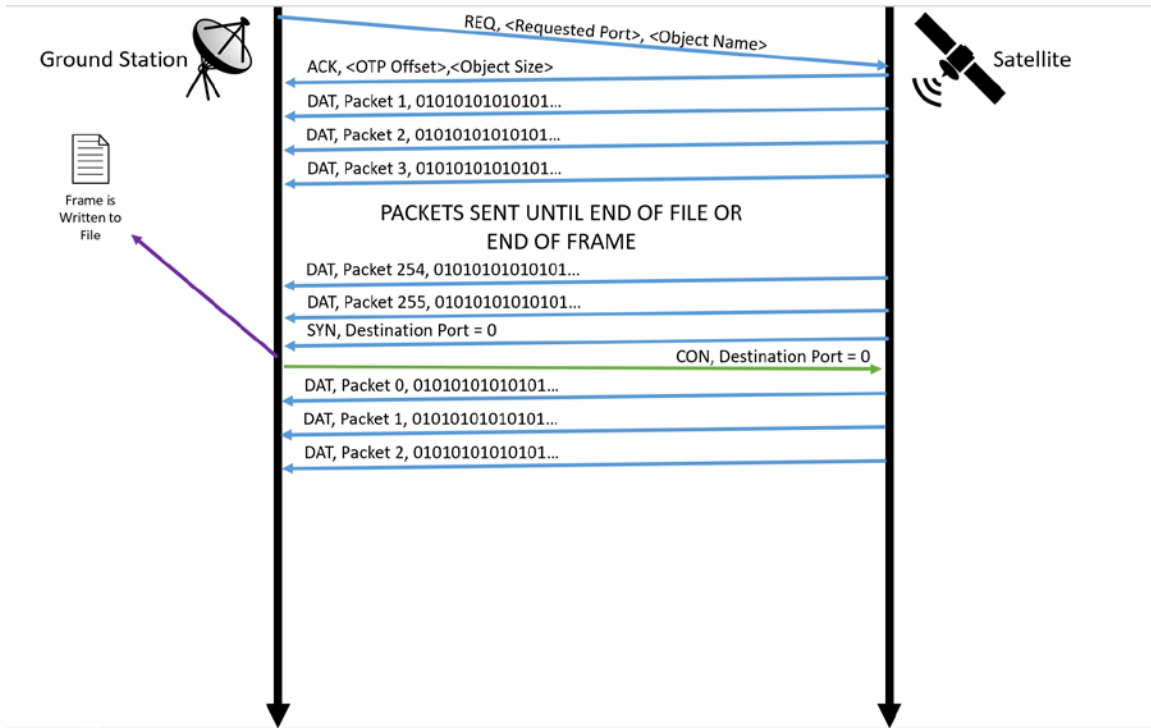 REQ, <Requested Port>, <Object Name>
Ground Station
Satellite
ACK, <OTP Offset>,<Object Size>
DAT, Packet 1, 01010101010101...
DAT, Packet 2, 01010101010101...
DAT, Packet 3, 01010101010101...
Frame is
Written to
File
PACKETS SENT UNTIL END OF FILE OR
END OF FRAME
DAT, Packet 254, 01010101010101...
DAT, Packet 255, 01010101010101...
SYN, Destination Port = 0
CON, Destination Port = 0
DAT, Packet 0, 01010101010101...
DAT, Packet 1, 01010101010101...
DAT, Packet 2, 01010101010101...